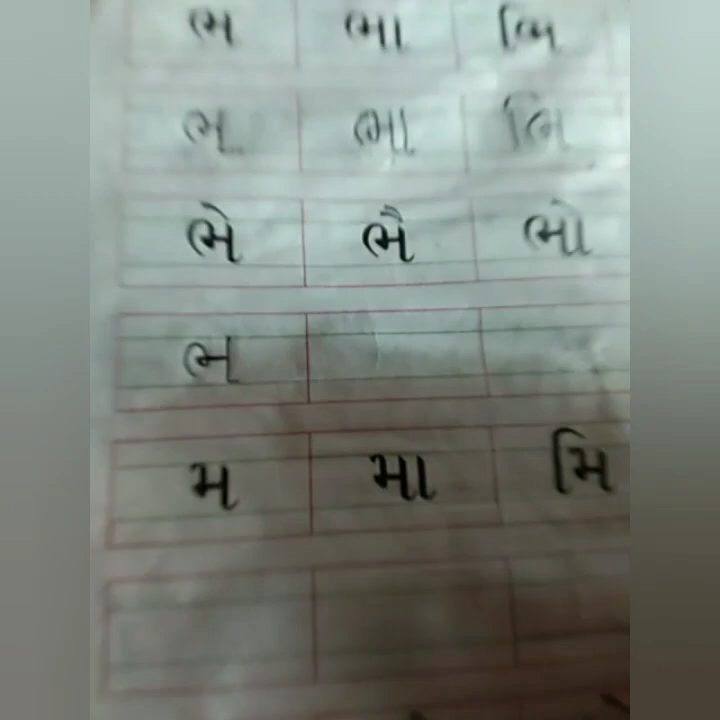 ભ ભા ભિ
ભ ભા ભિ
ભે ભૈ ભો
ભ
મ મા મિ